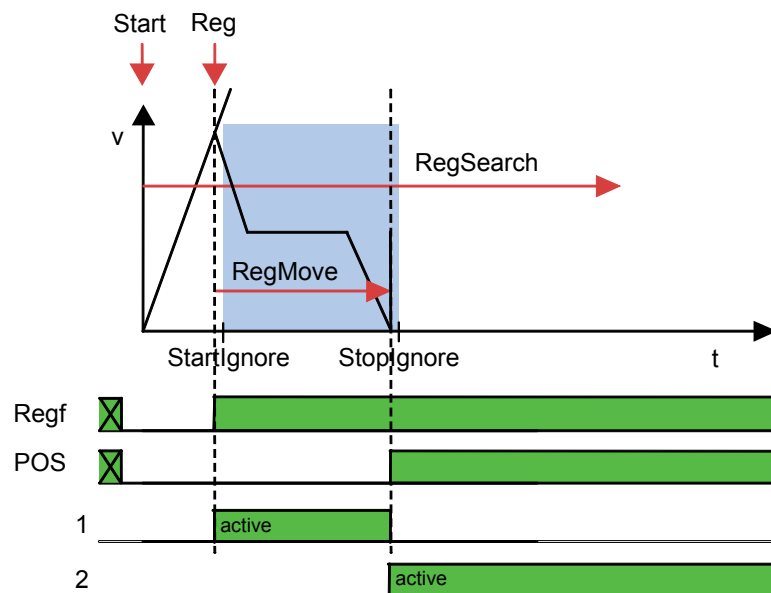 Start Reg
v
RegSearch
RegMove
StartIgnore StopIgnore t
Regf
POS
1 active
2 active